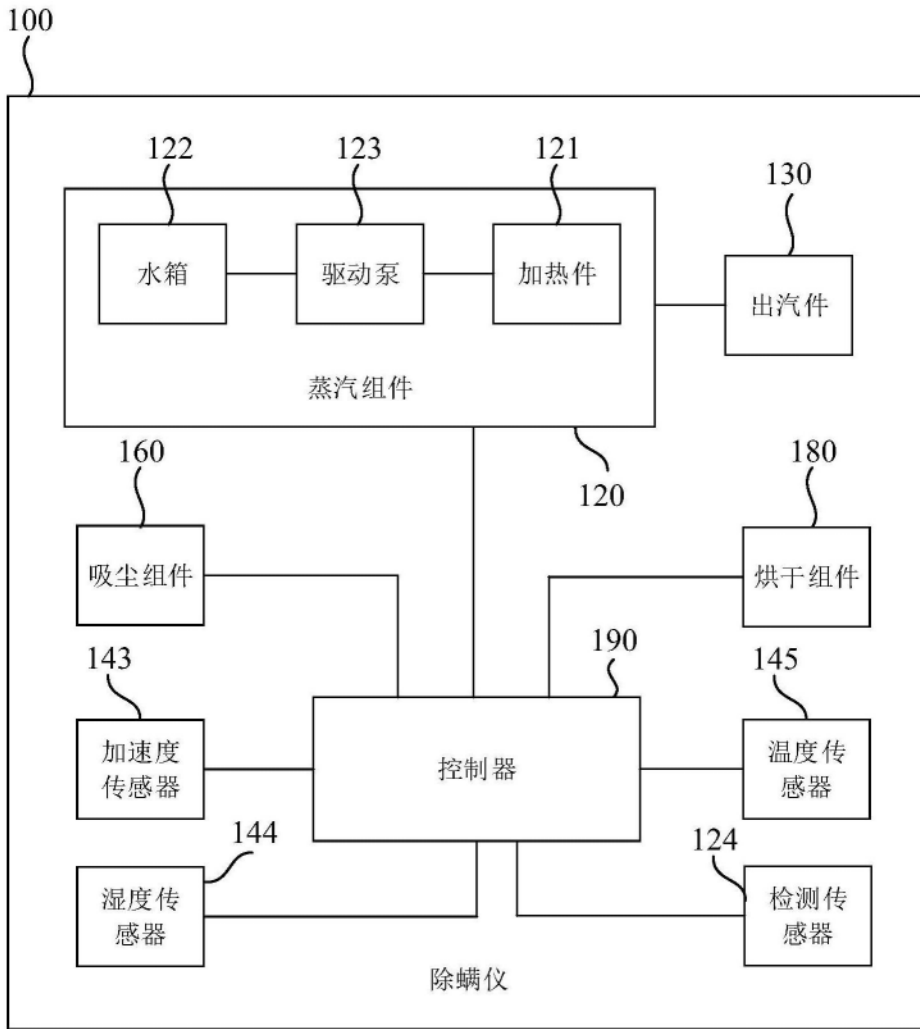 100
122
123
121
130
水箱
驱动泵
加热件
出汽件
蒸汽组件
160
120
180
吸尘组件
烘干组件
143
190
145
加速度
传感器
控制器
温度传
感器
144
124
湿度传
感器
检测传
感器
除螨仪